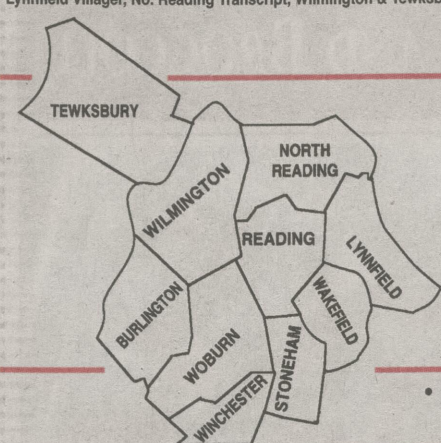 Lynnfield Villager, No. Reading Transcript, Wilmington & Tewksb
TEWKSBURY
NORTH
READING
WILMINGTON
READING
LYNNFIELD
BURLINGTON
WAKEFIELD
WOBURN
STONEHAM
WINCHESTER